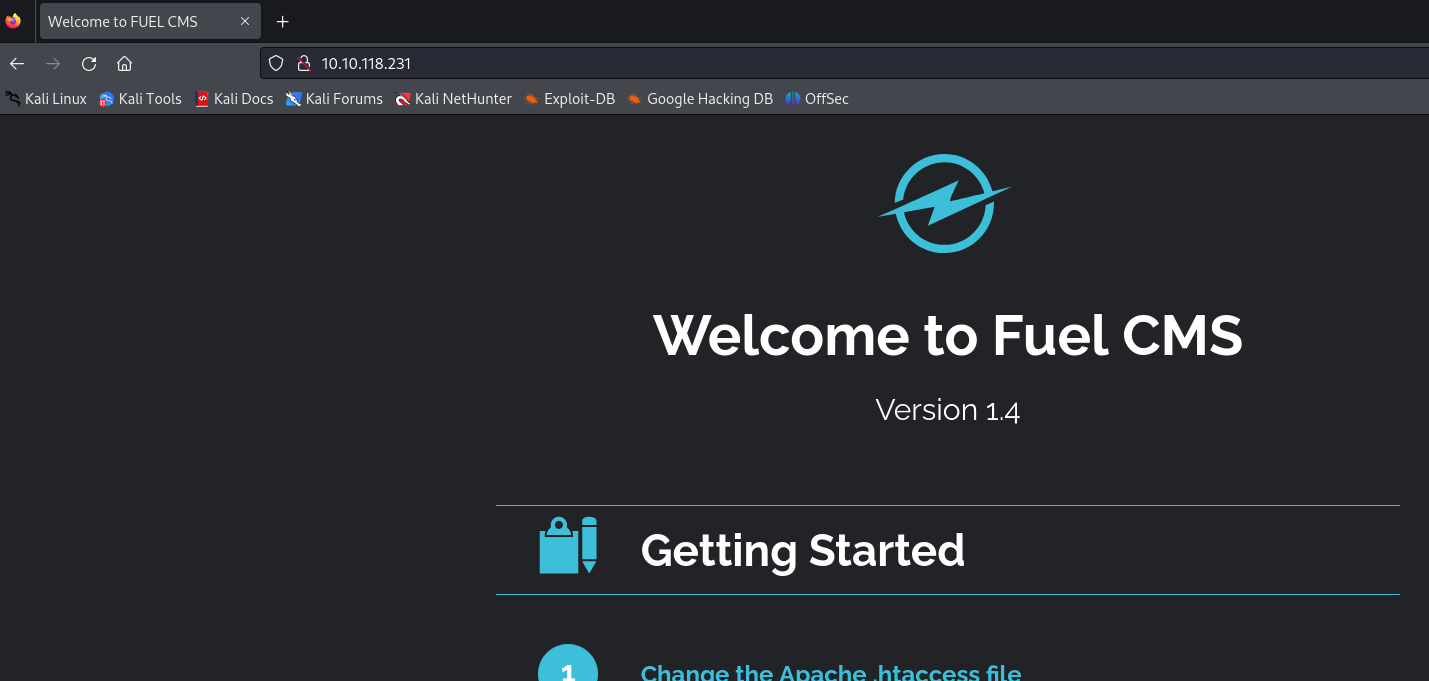 Welcome to FUEL CMS
10.10.118.231
Kali Linux Kali Tools Kali Docs Kali Forums Kali NetHunter Exploit-DB Google Hacking DB OffSec
Welcome to Fuel CMS
Version 1.4
Getting Started
1 Change the Apache .htaccess file